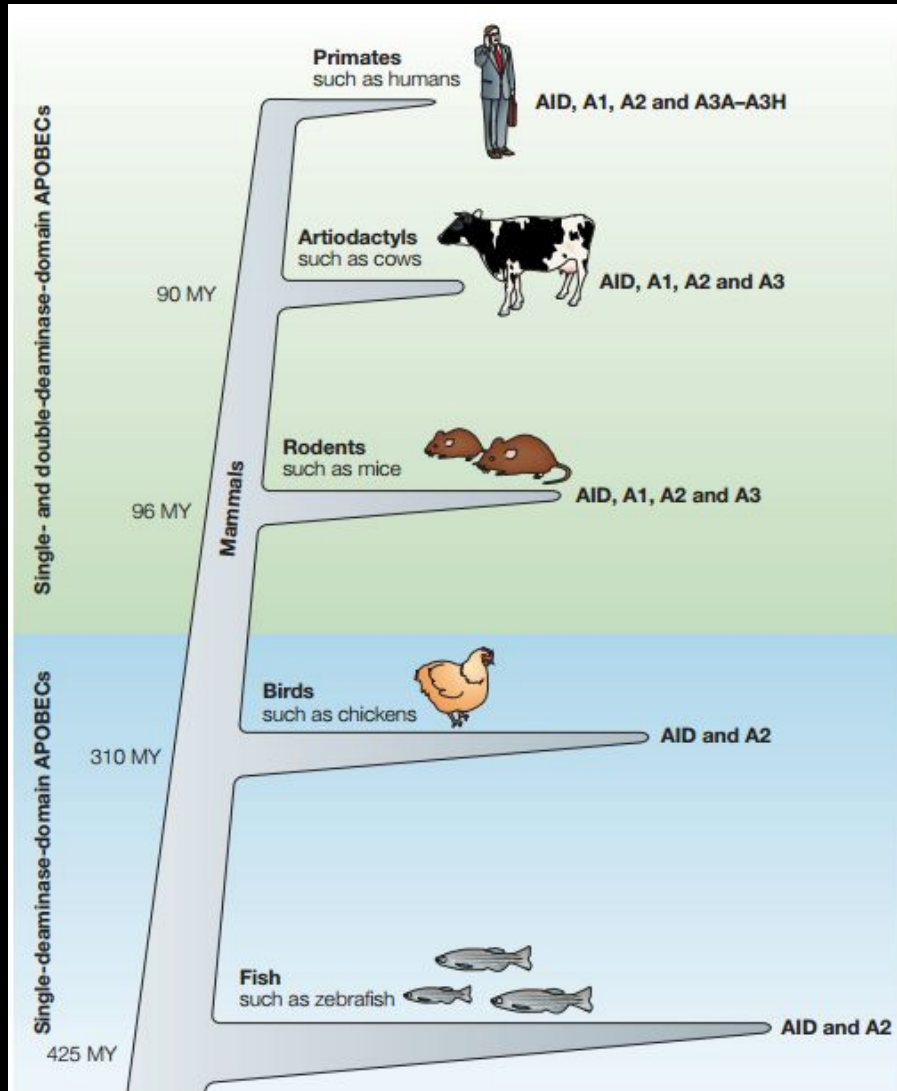 Primates
such as humans
AID, A1, A2 and A3A–A3H
Artiodactyls
such as cows
AID, A1, A2 and A3
90 MY
Single- and double-deaminase-domain APOBECs
Rodents
such as mice
AID, A1, A2 and A3
96 MY
Mammals
Birds
such as chickens
AID and A2
310 MY
Single-deaminase-domain APOBECs
Fish
such as zebrafish
AID and A2
425 MY